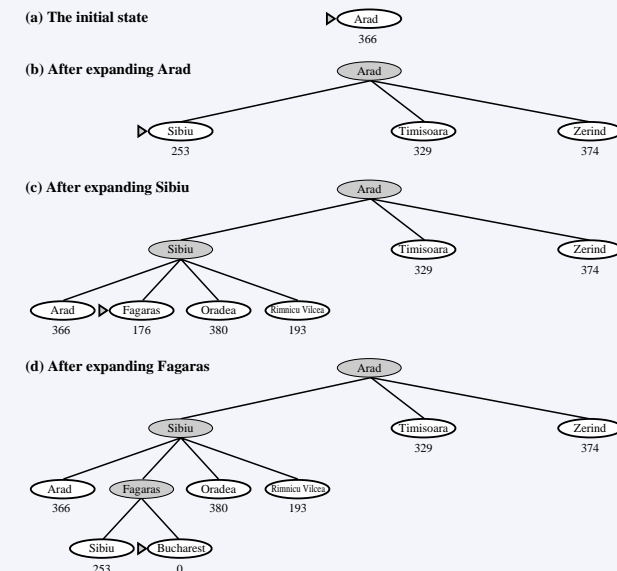 (a) The initial state
Arad
366
(b) After expanding Arad
Arad
Sibiu
Timisoara
Zerind
253
329
374
(c) After expanding Sibiu
Arad
Sibiu
Timisoara
Zerind
329
374
Arad
Fagaras
Oradea
Rimnicu Vilcea
366
176
380
193
(d) After expanding Fagaras
Arad
Sibiu
Timisoara
Zerind
329
374
Arad
Fagaras
Oradea
Rimnicu Vilcea
366
380
193
Sibiu
Bucharest
253
0